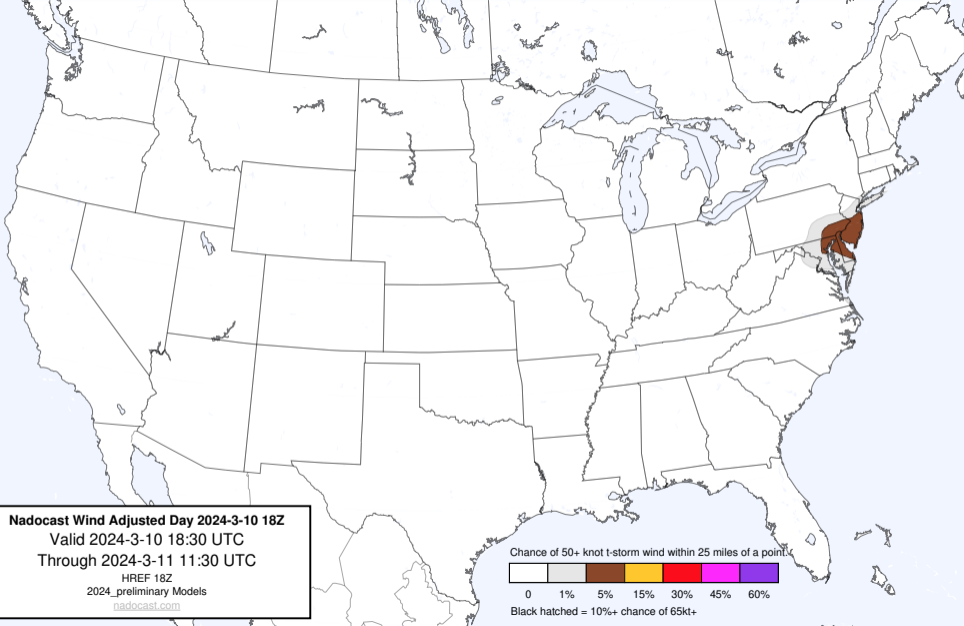 Nadocast Wind Adjusted Day 2024-3-10 18Z
Valid 2024-3-10 18:30 UTC
Through 2024-3-11 11:30 UTC
HREF 18Z
2024_preliminary Models
nadocast.com
Chance of 50+ knot t-storm wind within 25 miles of a point.
0 1% 5% 15% 30% 45% 60%
Black hatched = 10%+ chance of 65kt+